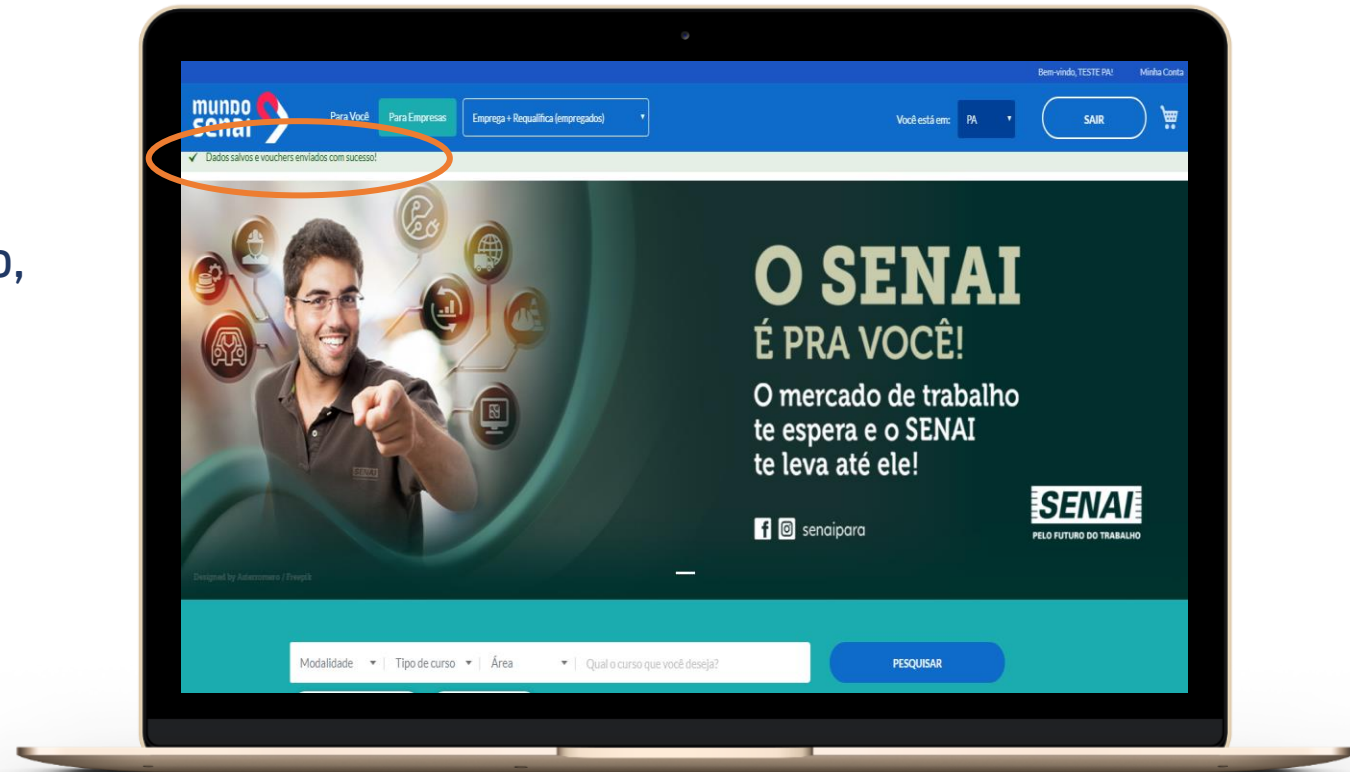 Bem-vindo, TESTE PA! Minha Conta
mundo
senai
Para Você Para Empresas Emprega + Requalifica (empregados) Você está em: PA SAIR
Dados salvos e vouchers enviados com sucesso!
o,
O SENAI
É PRA VOCÊ!
O mercado de trabalho
te espera e o SENAI
te leva até ele!
senaipara
SENAI
PELO FUTURO DO TRABALHO
SENAI
Modalidade Tipo de curso Área Qual o curso que você deseja? PESQUISAR